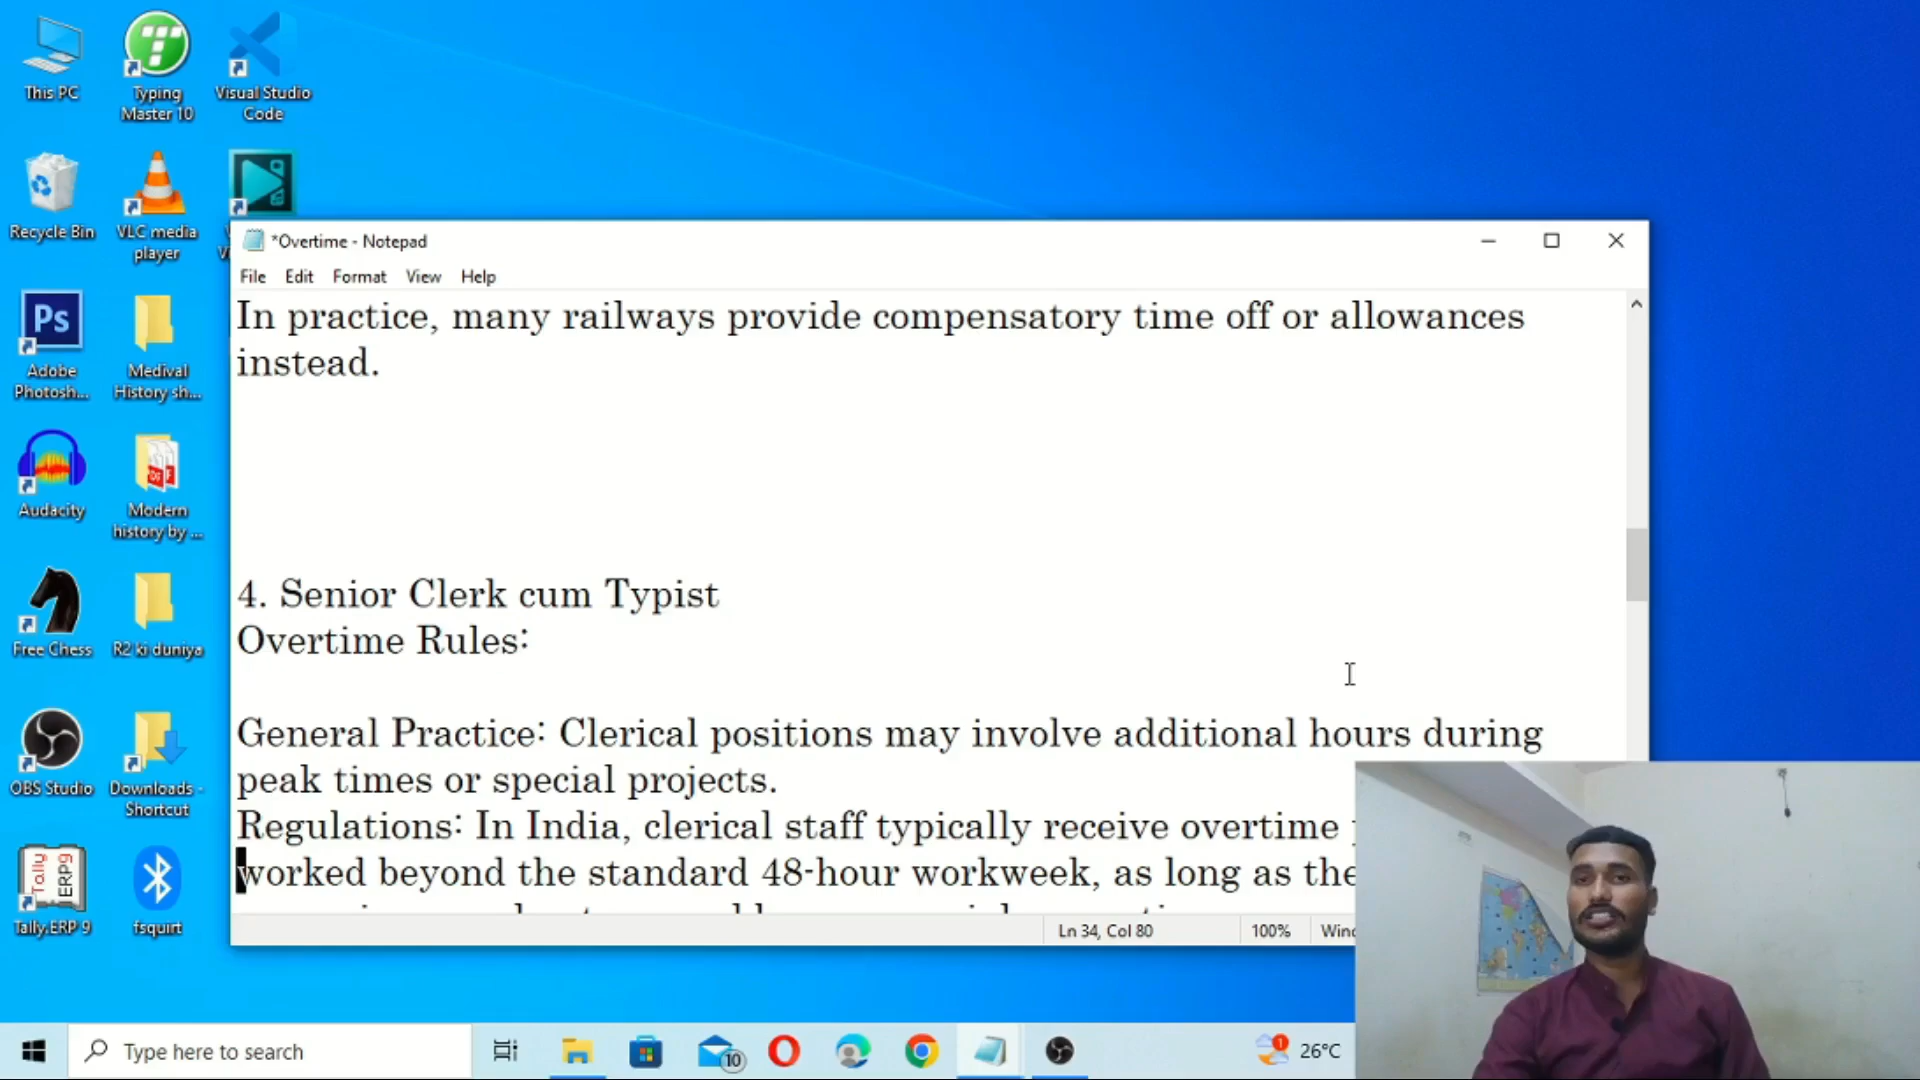 This PC
Typing Master 10
Visual Studio Code
Recycle Bin
VLC media player
Ps
Adobe Photosh...
Medival History sh...
Audacity
Modern history by ...
Free Chess
R2 ki duniya
OBS Studio
Downloads - Shortcut
Tally ERP9
Tally.ERP 9
fsquirt
*Overtime - Notepad
File Edit Format View Help
In practice, many railways provide compensatory time off or allowances
instead.
4. Senior Clerk cum Typist
Overtime Rules:
General Practice: Clerical positions may involve additional hours during
peak times or special projects.
Regulations: In India, clerical staff typically receive overtime
worked beyond the standard 48-hour workweek, as long as the
Ln 34, Col 80
100%
Type here to search
10
1
26°C